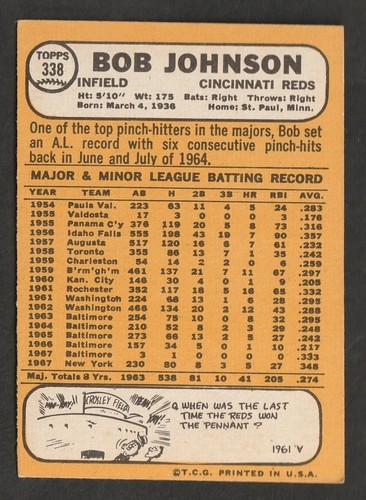 TOPPS
338
BOB JOHNSON
INFIELD CINCINNATI REDS
Ht: 5'10" Wt: 175 Bats: Right Throws: Right
Born: March 4, 1936 Home: St. Paul, Minn.
One of the top pinch-hitters in the majors, Bob set
an A.L. record with six consecutive pinch-hits
back in June and July of 1964.
MAJOR & MINOR LEAGUE BATTING RECORD
YEAR TEAM AB H 2B 3B HR RBI AVG.
1954 Pauls Val. 223 63 11 4 5 24 .283
1955 Valdosta 17 3 0 0 0 3 .176
1955 Panama C'y 376 119 20 5 8 73 .316
1956 Idaho Falls 555 198 43 19 7 90 .357
1957 Augusta 517 120 16 6 7 61 .232
1958 Toronto 355 86 13 7 1 35 .242
1959 Charleston 54 14 2 2 0 6 .259
1959 B'rm'gh'm 461 137 21 7 11 67 .297
1960 Kan. City 146 30 4 0 1 9 .205
1961 Rochester 352 117 18 5 16 65 .332
1961 Washington 224 66 13 1 6 28 .295
1962 Washington 466 134 20 2 12 43 .288
1963 Baltimore 254 75 10 0 8 32 .295
1964 Baltimore 210 52 8 2 3 29 .248
1965 Baltimore 273 66 13 2 5 27 .242
1966 Baltimore 157 34 5 0 1 10 .217
1967 Baltimore 3 1 0 0 0 0 .333
1967 New York 230 80 8 3 5 27 .348
Maj. Totals 8 Yrs. 1963 538 81 10 41 205 .274
CROSLEY FIELD
Q. WHEN WAS THE LAST
TIME THE REDS WON
THE PENNANT?
1961 A
©T.C.G. PRINTED IN U.S.A.